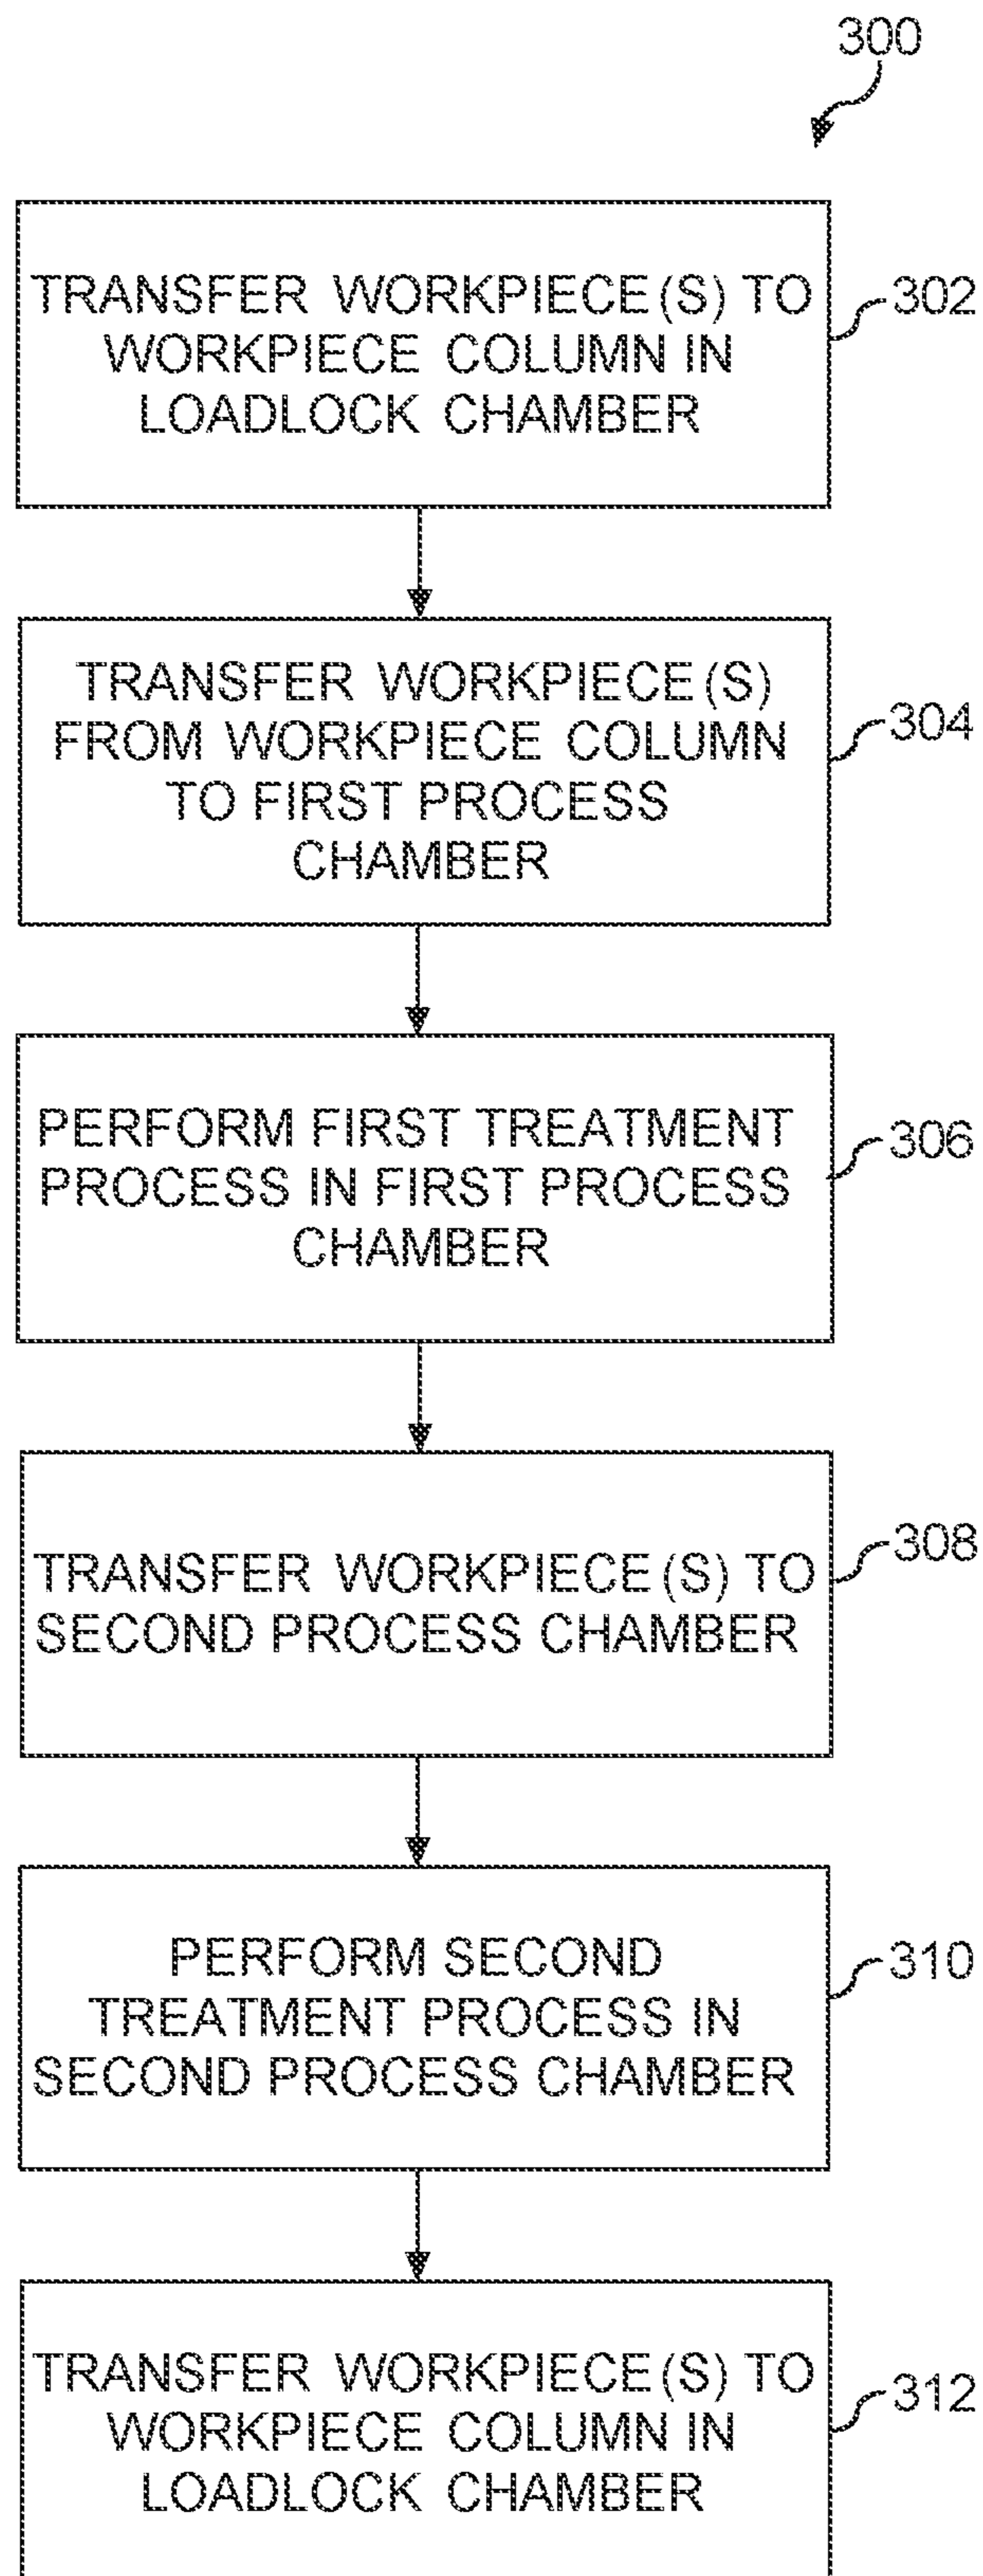 300
TRANSFER WORKPIECE(S) TO
WORKPIECE COLUMN IN
LOADLOCK CHAMBER
302
TRANSFER WORKPIECE(S)
FROM WORKPIECE COLUMN
TO FIRST PROCESS
CHAMBER
304
PERFORM FIRST TREATMENT
PROCESS IN FIRST PROCESS
CHAMBER
306
TRANSFER WORKPIECE(S) TO
SECOND PROCESS CHAMBER
308
PERFORM SECOND
TREATMENT PROCESS IN
SECOND PROCESS CHAMBER
310
TRANSFER WORKPIECE(S) TO
WORKPIECE COLUMN IN
LOADLOCK CHAMBER
312